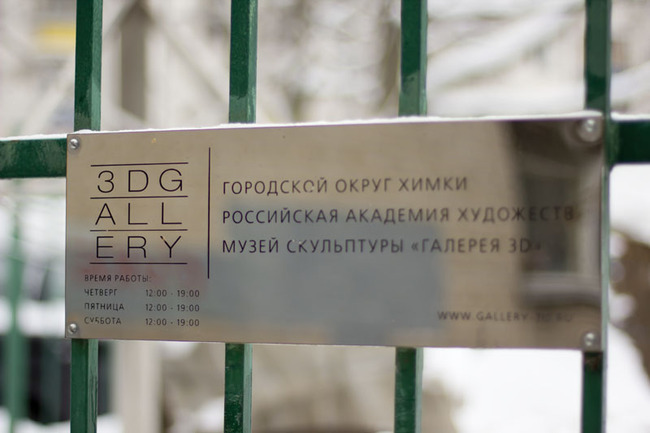 3DG
ALL
ERY
ГОРОДСКОЙ ОКРУГ ХИМКИ
РОССИЙСКАЯ АКАДЕМИЯ ХУДОЖЕСТВ
МУЗЕЙ СКУЛЬПТУРЫ «ГАЛЕРЕЯ 3D»
ВРЕМЯ РАБОТЫ:
ЧЕТВЕРГ 12:00 - 19:00
ПЯТНИЦА 12:00 - 19:00
СУББОТА 12:00 - 19:00
WWW.GALLERY-3D.RU